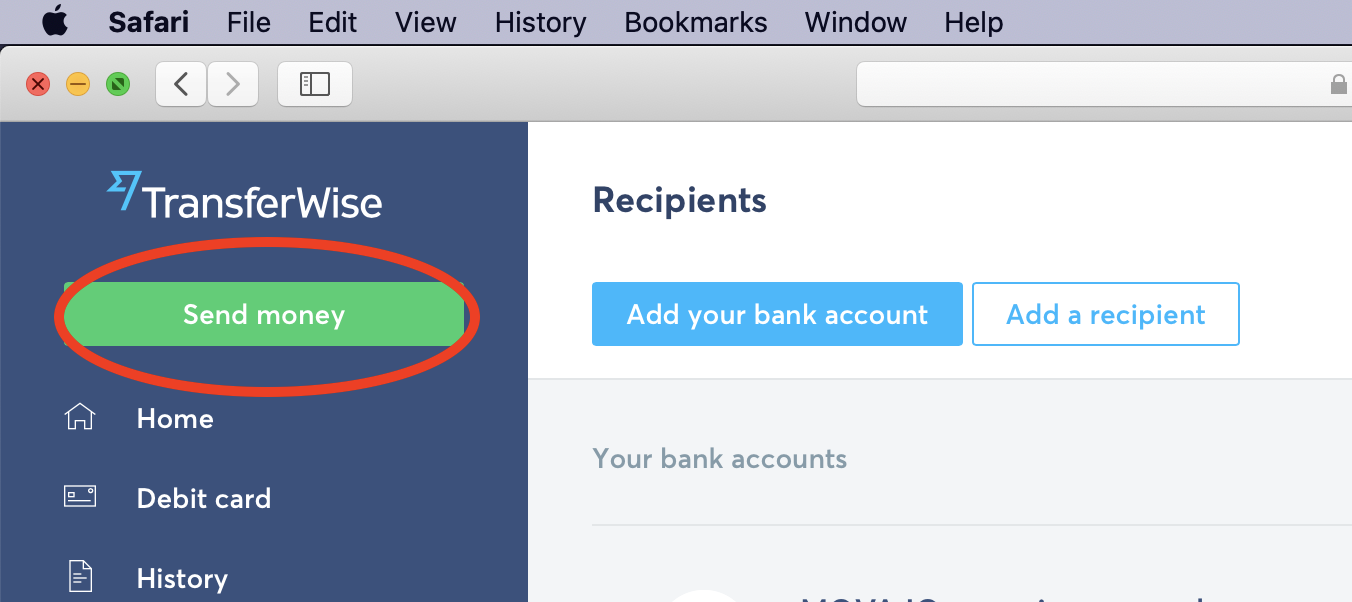 Safari File Edit View History Bookmarks Window Help
TransferWise
Send money
Home
Debit card
History
Recipients
Add your bank account
Add a recipient
Your bank accounts